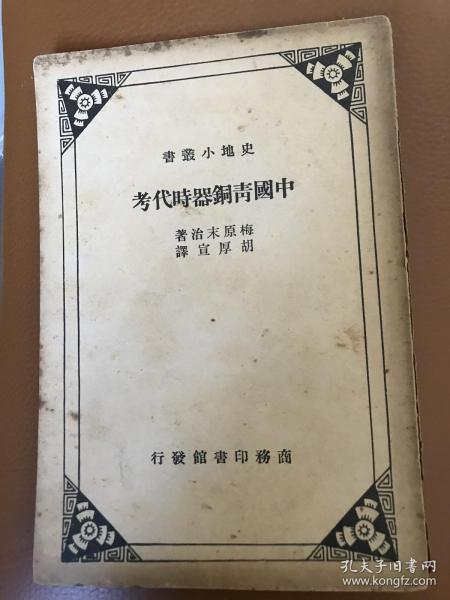 史地小叢書
中國青銅器時代考
梅原末治著
胡厚宣譯
商務印書館發行
孔夫子旧书网
www.kongfz.com